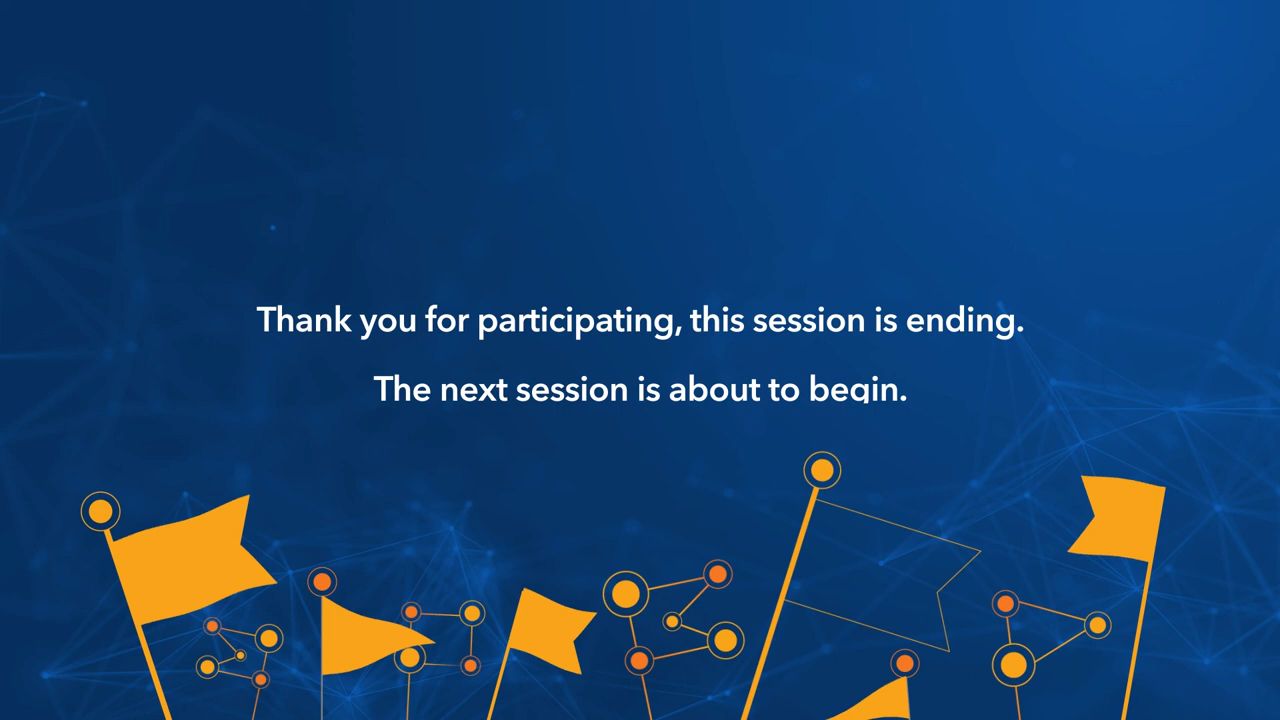 Thank you for participating, this session is ending.
The next session is about to begin.